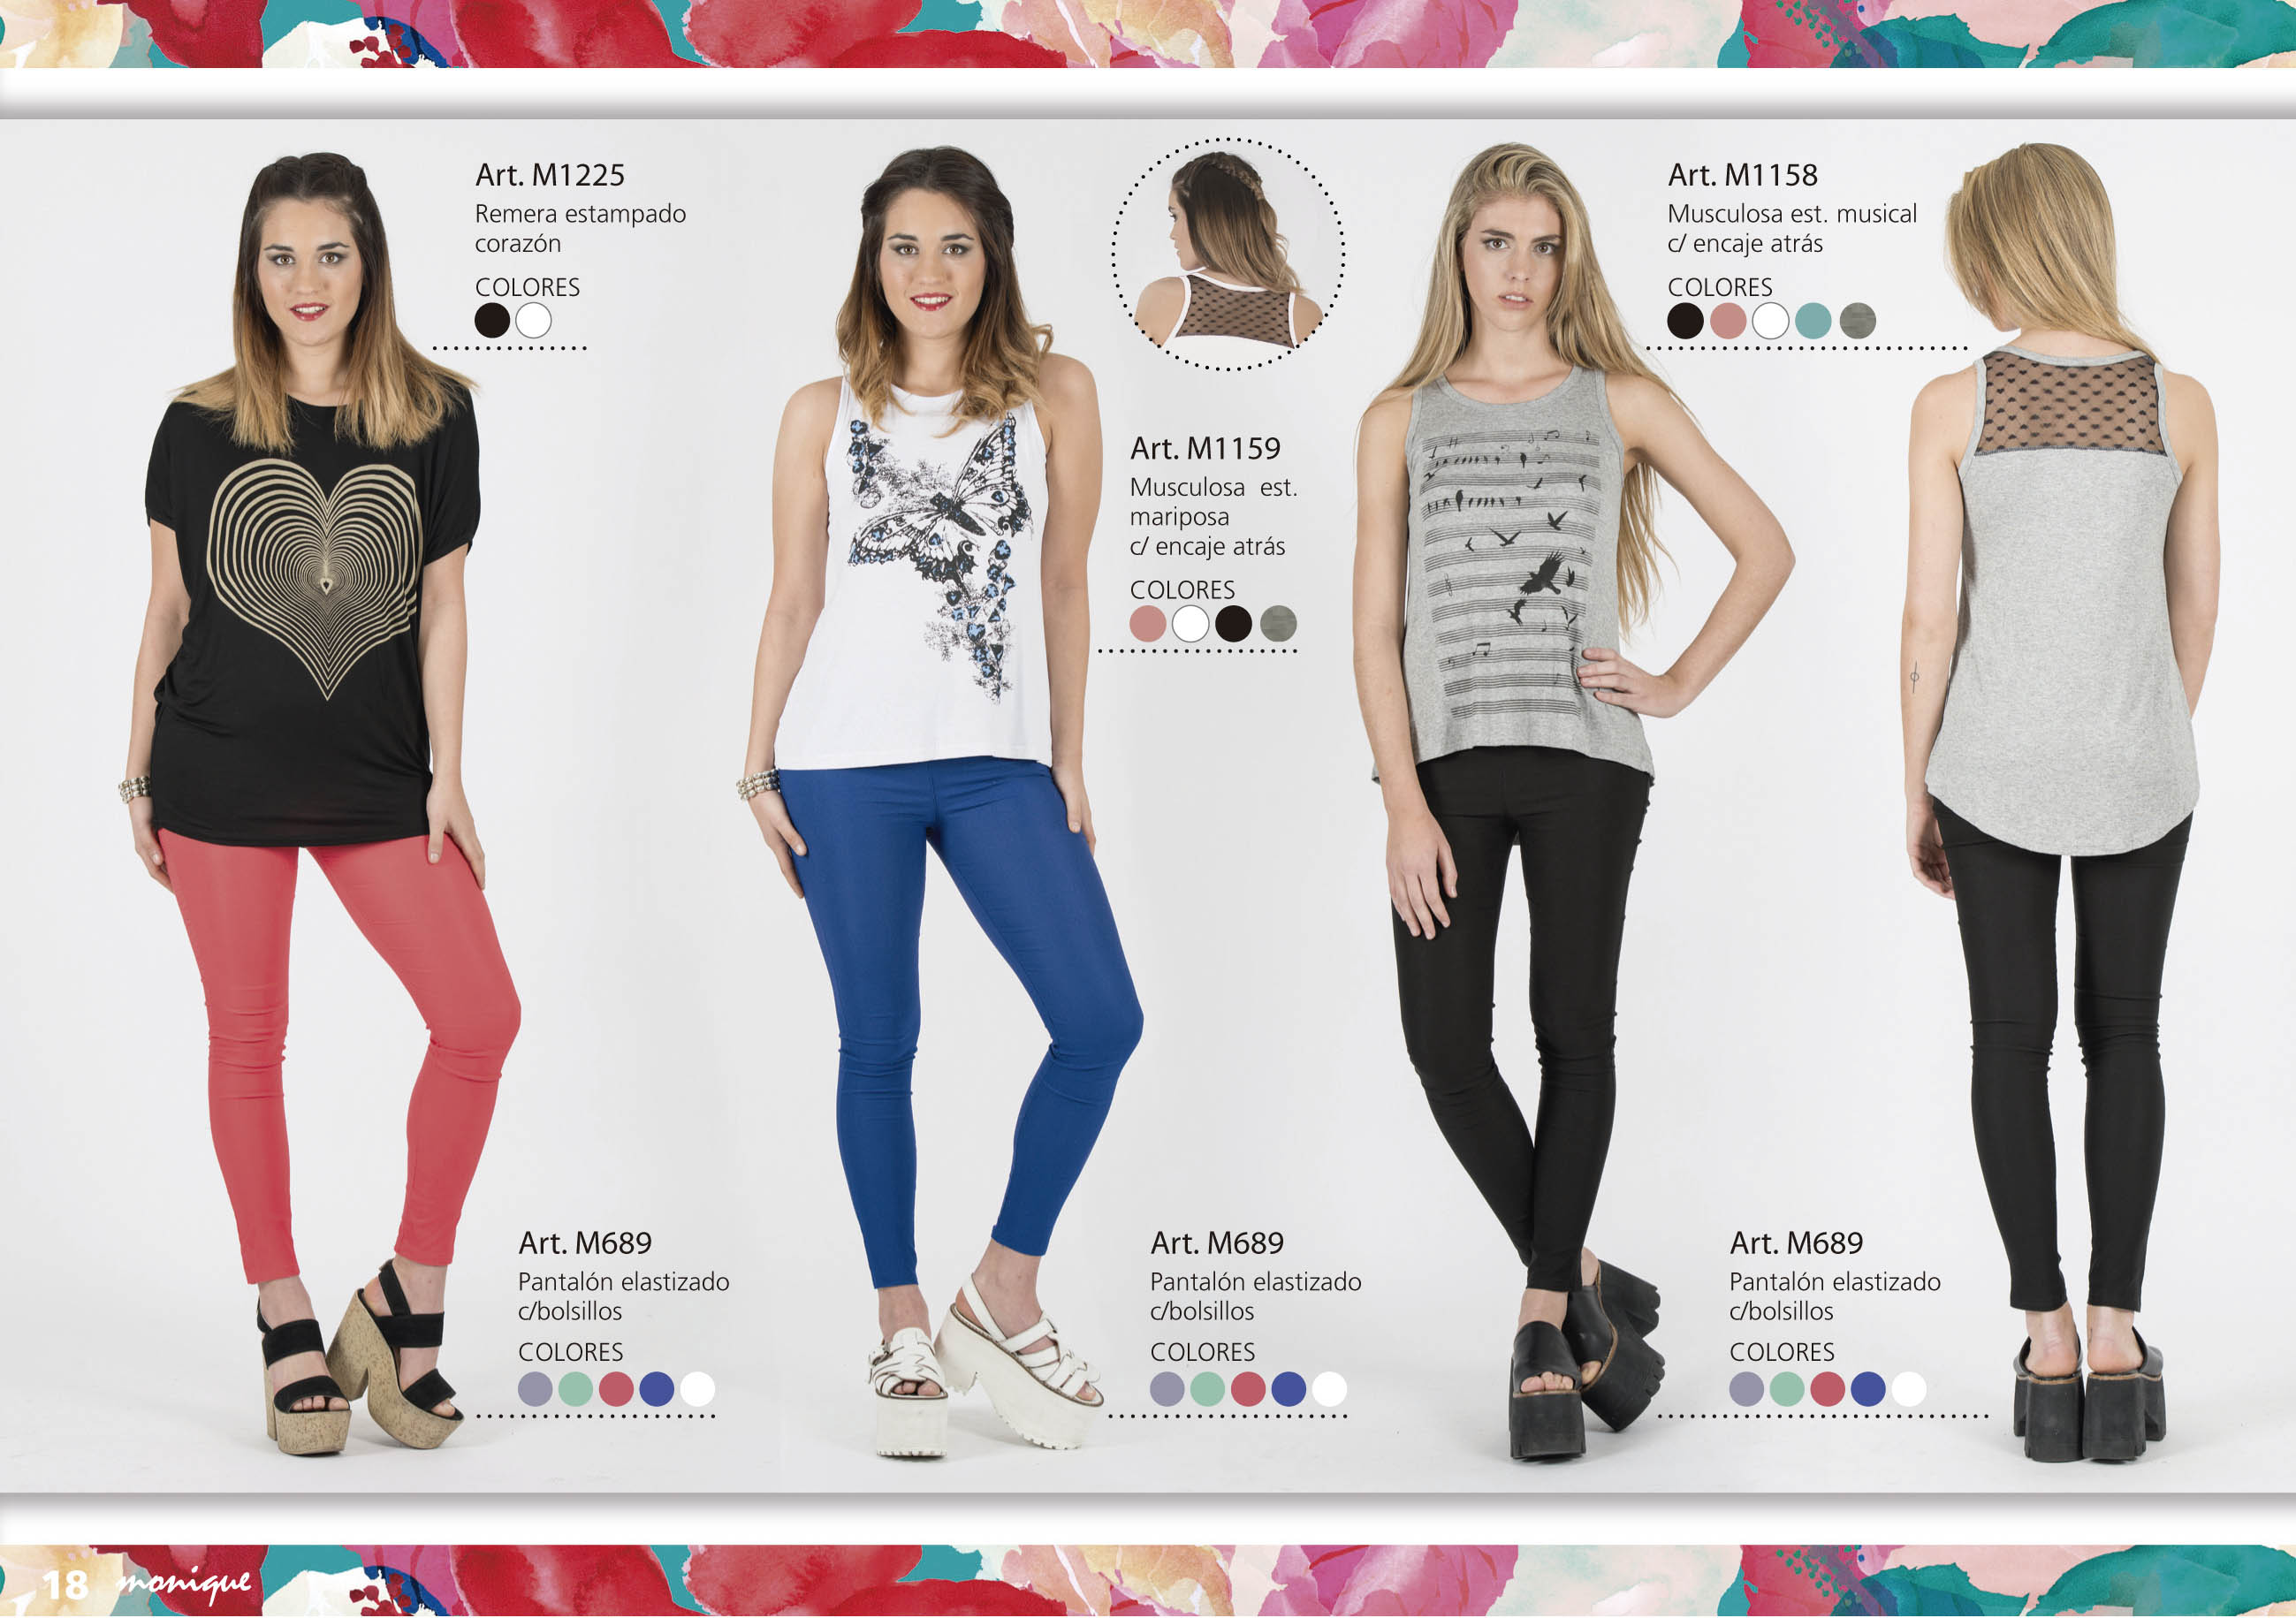 Art. M1225
Remera estampado
corazón
COLORES
Art. M689
Pantalón elastizado
c/bolsillos
COLORES
Art. M1159
Musculosa est.
mariposa
c/ encaje atrás
COLORES
Art. M689
Pantalón elastizado
c/bolsillos
COLORES
Art. M1158
Musculosa est. musical
c/ encaje atrás
COLORES
Art. M689
Pantalón elastizado
c/bolsillos
COLORES
18 monique